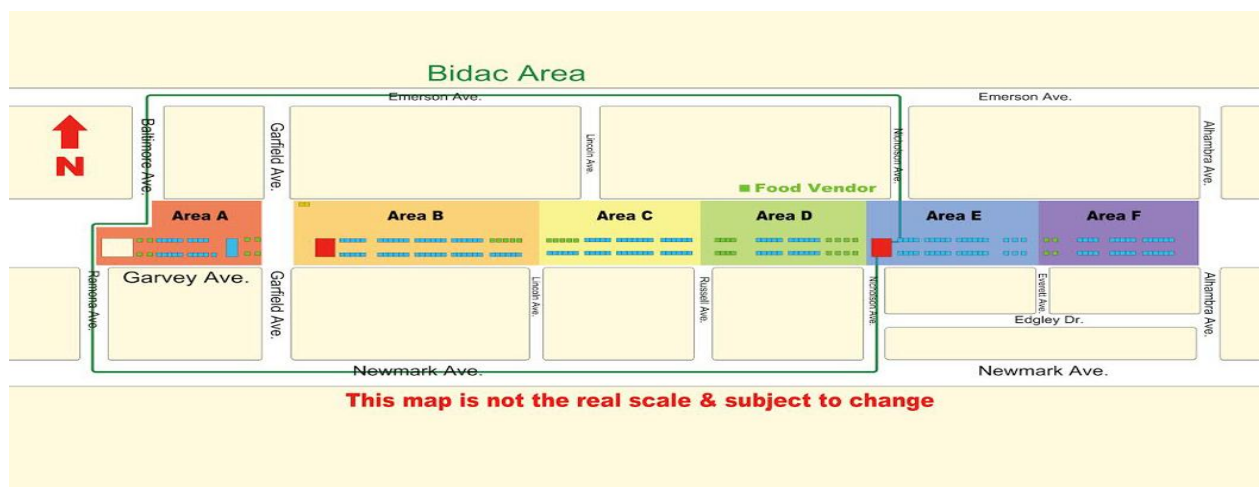 Bidac Area
Emerson Ave.
Emerson Ave.
N
Baltimore Ave.
Garfield Ave.
Lincoln Ave.
Nicholson Ave.
Alhambra Ave.
Food Vendor
Area A
Area B
Area C
Area D
Area E
Area F
Garvey Ave.
Ramona Ave.
Garfield Ave.
Lincoln Ave.
Russell Ave.
Nicholson Ave.
Everett Ave.
Alhambra Ave.
Edgley Dr.
Newmark Ave.
Newmark Ave.
This map is not the real scale & subject to change